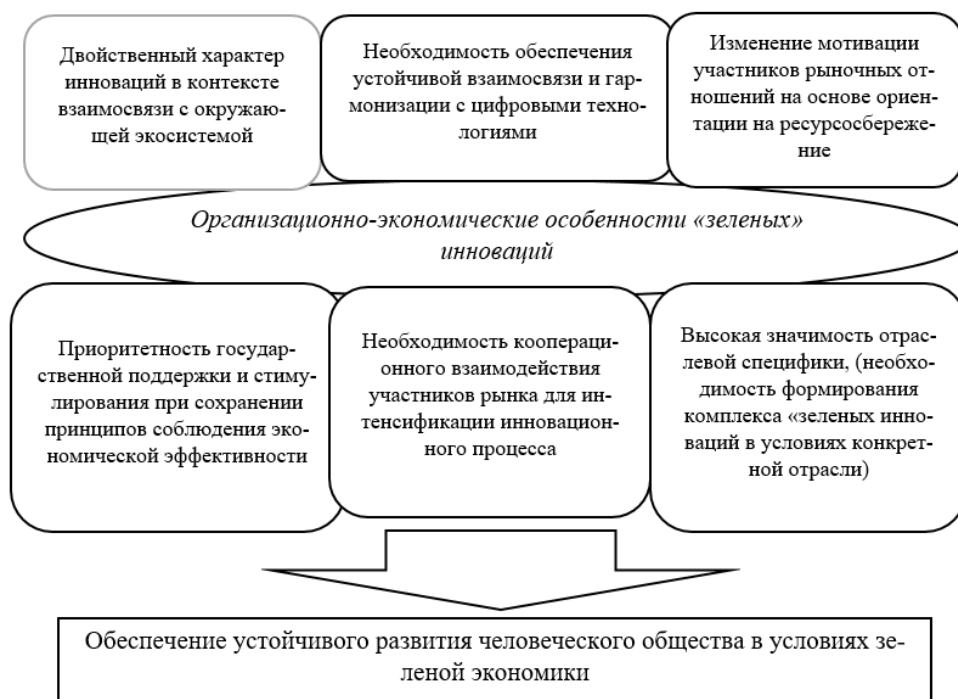 Двойственный характер
инноваций в контексте
взаимосвязи с окружаю-
щей экосистемой
Необходимость обеспечения
устойчивой взаимосвязи и гар-
монизации с цифровыми техно-
логиями
Изменение мотивации
участников рыночных от-
ношений на основе ориен-
тации на ресурсосбереже-
ние
Организационно-экономические особенности «зеленых»
инноваций
Приоритетность государ-
ственной поддержки и стиму-
лирования при сохранении
принципов соблюдения эко-
номической эффективности
Необходимость кооперацион-
ного взаимодействия
участников рынка для ин-
тенсификации инновацион-
ного процесса
Высокая значимость отрас-
левой специфики, (необхо-
димость формирования
комплекса «зеленых инно-
ваций в условиях конкрет-
ной отрасли)
Обеспечение устойчивого развития человеческого общества в условиях зе-
леной экономики